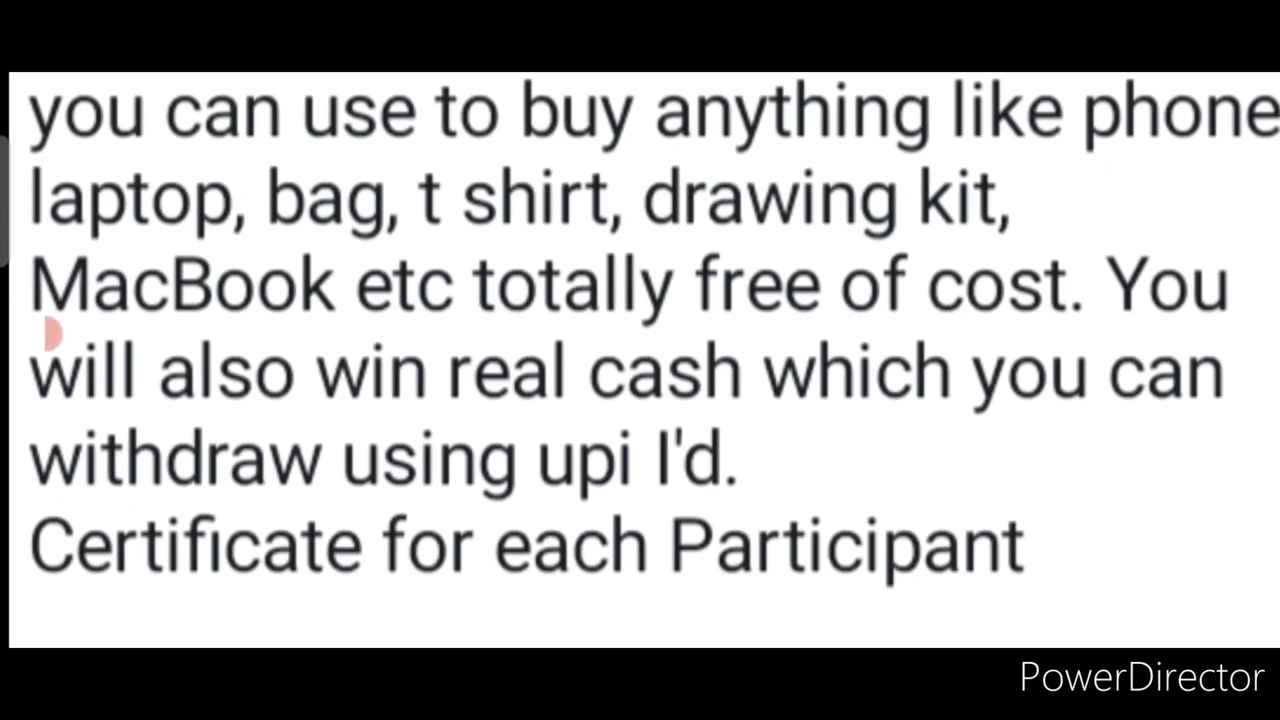 you can use to buy anything like phone
laptop, bag, t shirt, drawing kit,
MacBook etc totally free of cost. You
will also win real cash which you can
withdraw using upi I'd.
Certificate for each Participant
PowerDirector